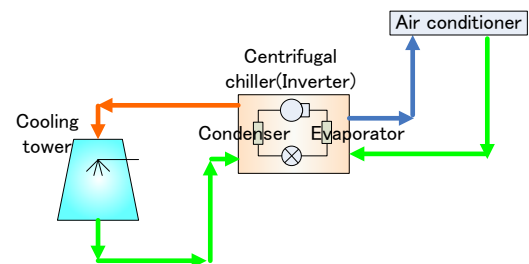 Air conditioner
Centrifugal
chiller(Inverter)
Cooling
tower
Condenser
Evaporator